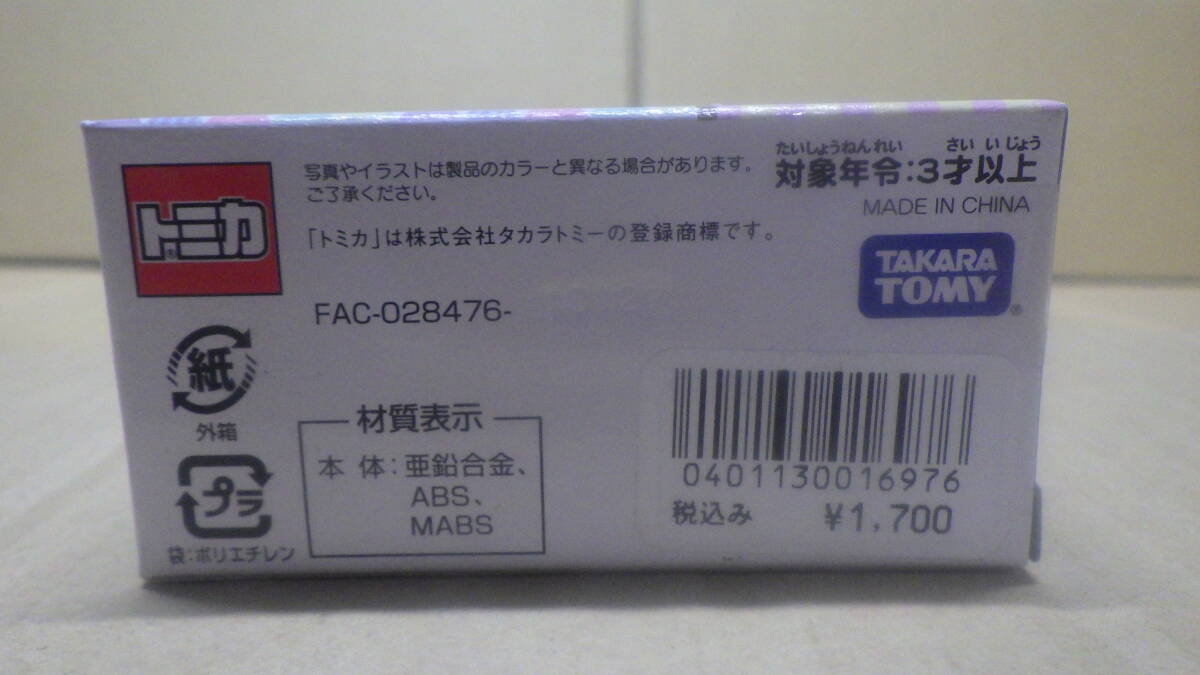 トミカ®
写真やイラストは製品のカラーと異なる場合があります。
ご了承ください。
「トミカ」は株式会社タカラトミーの登録商標です。
FAC-028476-
たいしょうねんれい さい いじょう
対象年令:3才以上
MADE IN CHINA
TAKARA
TOMY®
紙
外箱
プラ
袋:ポリエチレン
材質表示
本 体:亜鉛合金、
ABS、
MABS
0401130016976
税込み ¥1,700